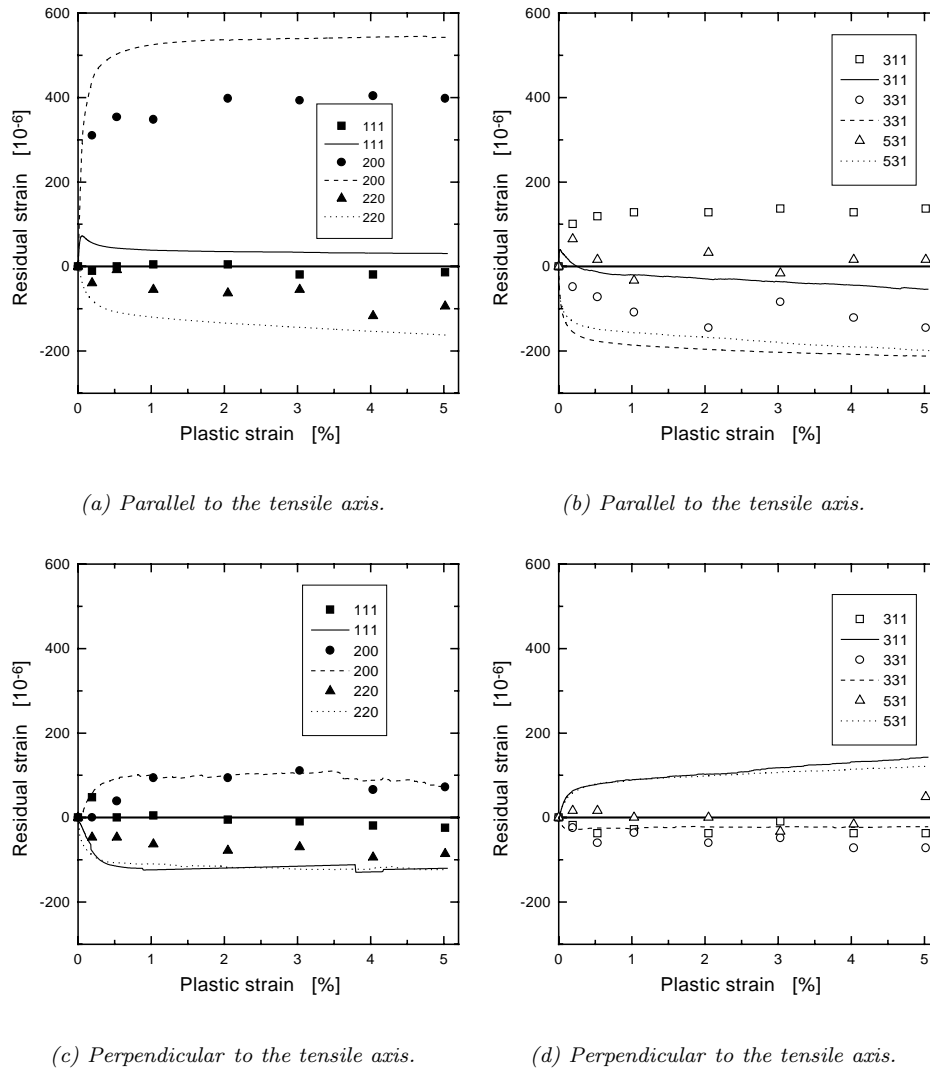 600
400
200
0
-200
0 1 2 3 4 5
Residual strain [10-6]
Plastic strain [%]
111
111
200
200
220
220
(a) Parallel to the tensile axis.
600
400
200
0
-200
0 1 2 3 4 5
Residual strain [10-6]
Plastic strain [%]
311
311
331
331
531
531
(b) Parallel to the tensile axis.
600
400
200
0
-200
0 1 2 3 4 5
Residual strain [10-6]
Plastic strain [%]
111
111
200
200
220
220
(c) Perpendicular to the tensile axis.
600
400
200
0
-200
0 1 2 3 4 5
Residual strain [10-6]
Plastic strain [%]
311
311
331
331
531
531
(d) Perpendicular to the tensile axis.